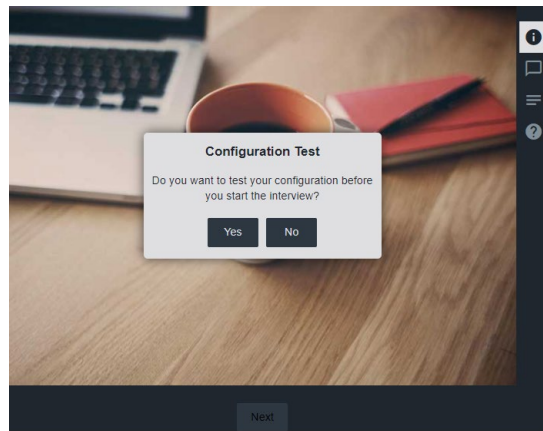 Configuration Test
Do you want to test your configuration before
you start the interview?
Yes
No
Next